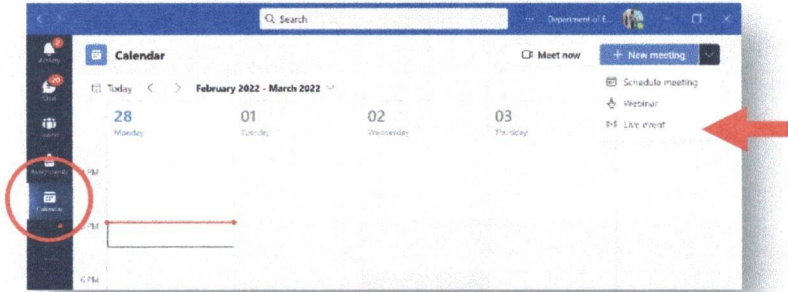 Search
Department of E...
Activity
Chat
Teams
Assignments
Calendar
Calendar
Meet now
+ New meeting
Today
February 2022 - March 2022
28
Monday
01
Tuesday
02
Wednesday
03
Thursday
Schedule meeting
Webinar
Live event
PM
PM
6 PM